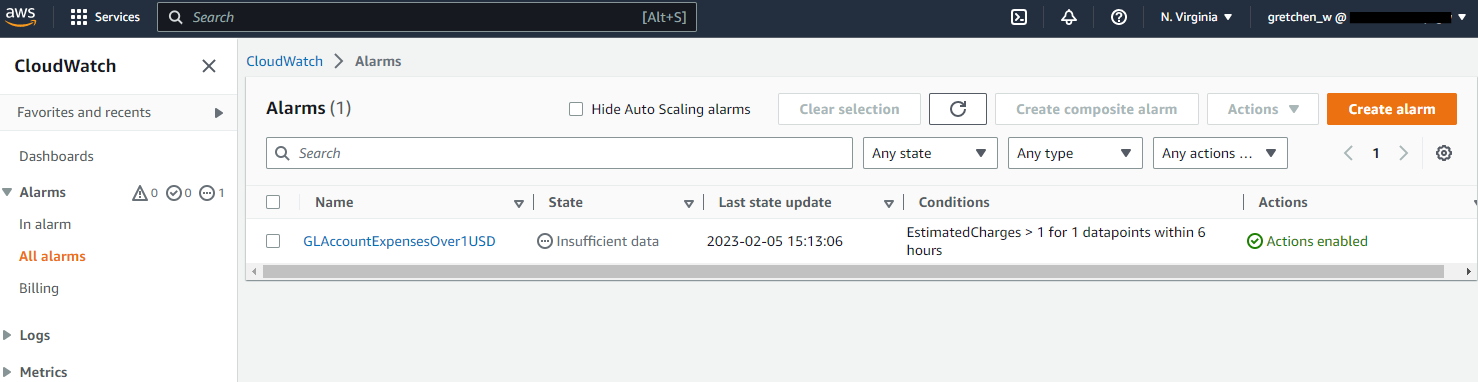 aws Services Search [Alt+S] N. Virginia gretchen_w @
CloudWatch
CloudWatch Alarms
Favorites and recents
Dashboards
Alarms 0 0 1
In alarm
All alarms
Billing
Logs
Metrics
Alarms (1) Hide Auto Scaling alarms Clear selection Create composite alarm Actions Create alarm
Search Any state Any type Any actions ... 1
Name State Last state update Conditions Actions
GLAccountExpensesOver1USD Insufficient data 2023-02-05 15:13:06 EstimatedCharges > 1 for 1 datapoints within 6 Actions enabled
hours